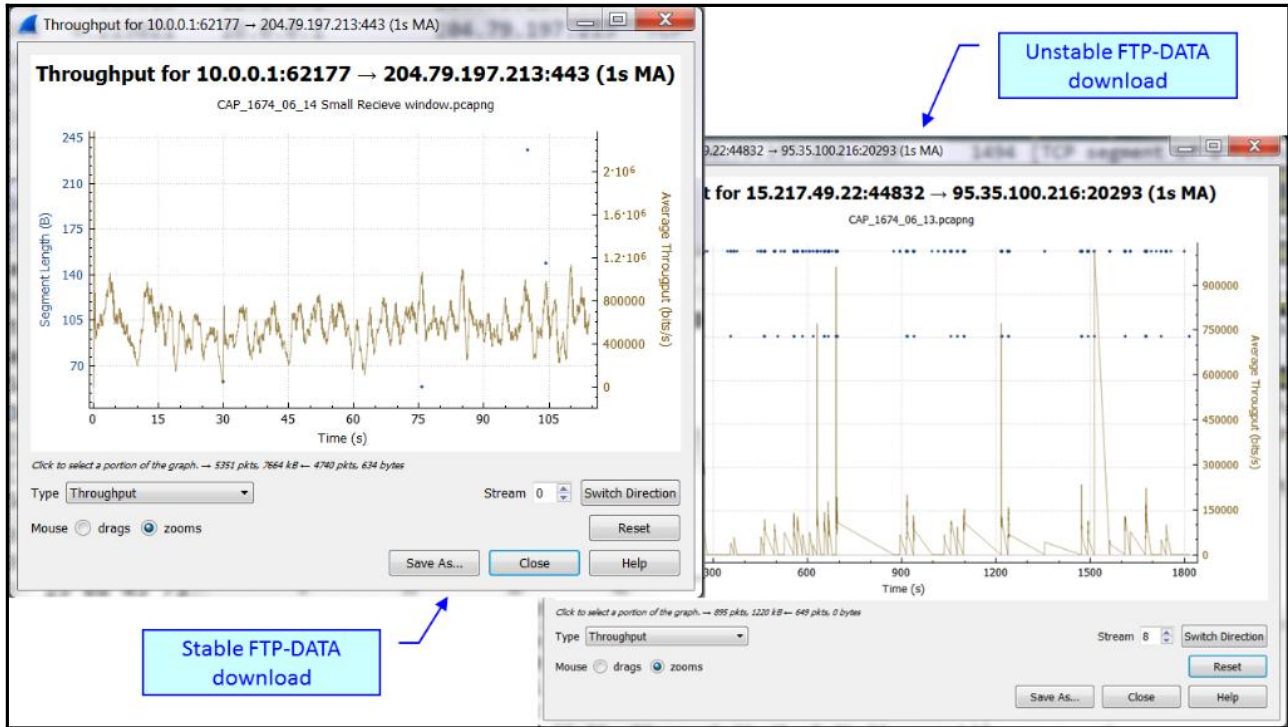 Throughput for 10.0.0.1:62177 → 204.79.197.213:443 (1s MA)
Throughput for 10.0.0.1:62177 → 204.79.197.213:443 (1s MA)
CAP_1674_06_14 Small Recieve window.pcapng
245
210
175
140
105
70
Segment Length (B)
2·10⁶
1.6·10⁶
1.2·10⁶
800000
400000
0
Average Througput (bits/s)
0 15 30 45 60 75 90 105
Time (s)
Click to select a portion of the graph. → 5351 pkts, 7664 kB ← 4740 pkts, 634 bytes
Type Throughput
Stream 0 Switch Direction
Mouse drags zooms
Reset
Save As... Close Help
Stable FTP-DATA
download
Unstable FTP-DATA
download
9.22:44832 → 95.35.100.216:20293 (1s MA) 1494 [TCP segment
t for 15.217.49.22:44832 → 95.35.100.216:20293 (1s MA)
CAP_1674_06_13.pcapng
900000
750000
600000
450000
300000
150000
0
Average Througput (bits/s)
300 600 900 1200 1500 1800
Time (s)
Click to select a portion of the graph. → 895 pkts, 1220 kB ← 649 pkts, 0 bytes
Type Throughput
Stream 8 Switch Direction
Mouse drags zooms
Reset
Save As... Close Help